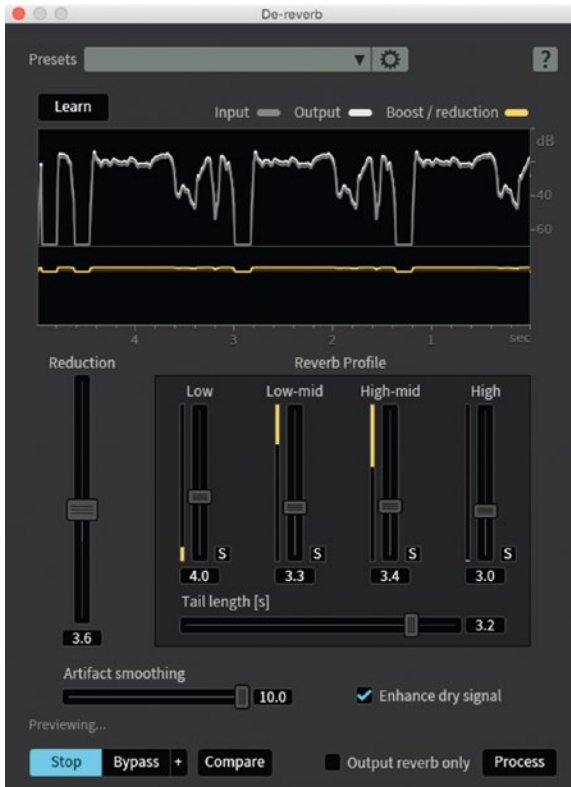 De-reverb
Presets ?
Learn Input Output Boost / reduction
dB
-40
-60
4 3 2 1 sec
Reduction Reverb Profile
Low Low-mid High-mid High
S S S S
4.0 3.3 3.4 3.0
Tail length [s]
3.2
3.6
Artifact smoothing
10.0 Enhance dry signal
Previewing...
Stop Bypass + Compare Output reverb only Process